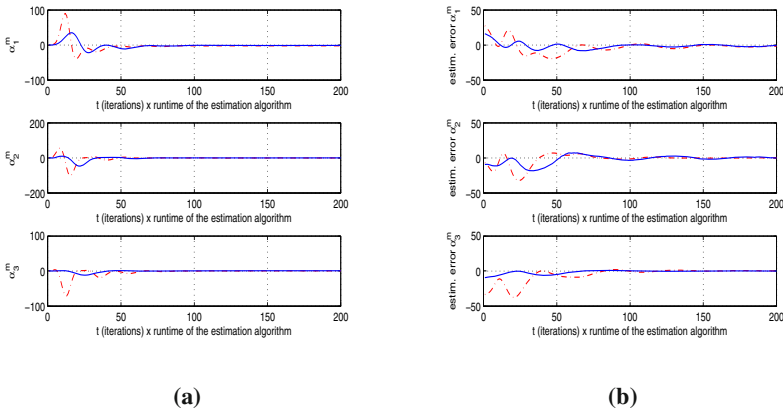 100
0
−100
α₁ᵐ
0 50 100 150 200
t (iterations) x runtime of the estimation algorithm
200
0
−200
α₂ᵐ
0 50 100 150 200
t (iterations) x runtime of the estimation algorithm
100
0
−100
α₃ᵐ
0 50 100 150 200
t (iterations) x runtime of the estimation algorithm
(a)
50
0
−50
estim. error α₁ᵐ
0 50 100 150 200
t (iterations) x runtime of the estimation algorithm
50
0
−50
estim. error α₂ᵐ
0 50 100 150 200
t (iterations) x runtime of the estimation algorithm
50
0
−50
estim. error α₃ᵐ
0 50 100 150 200
t (iterations) x runtime of the estimation algorithm
(b)